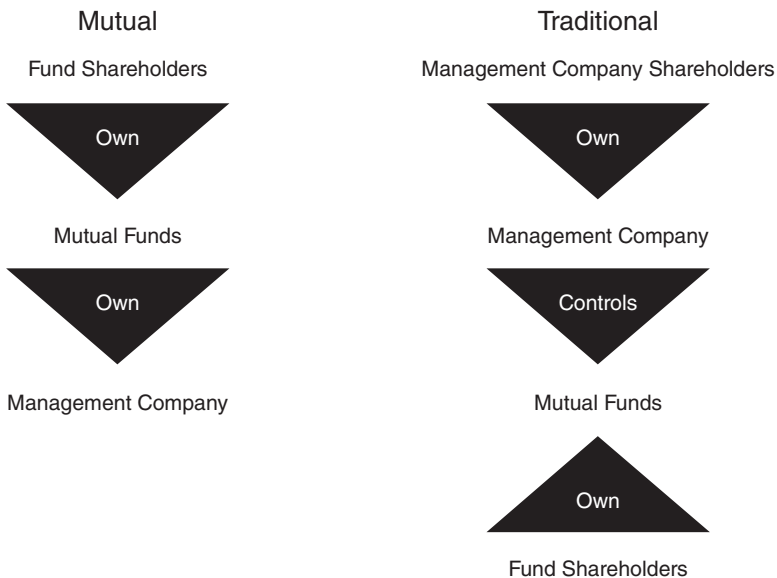 Mutual
Fund Shareholders
Own
Mutual Funds
Own
Management Company
Traditional
Management Company Shareholders
Own
Management Company
Controls
Mutual Funds
Own
Fund Shareholders